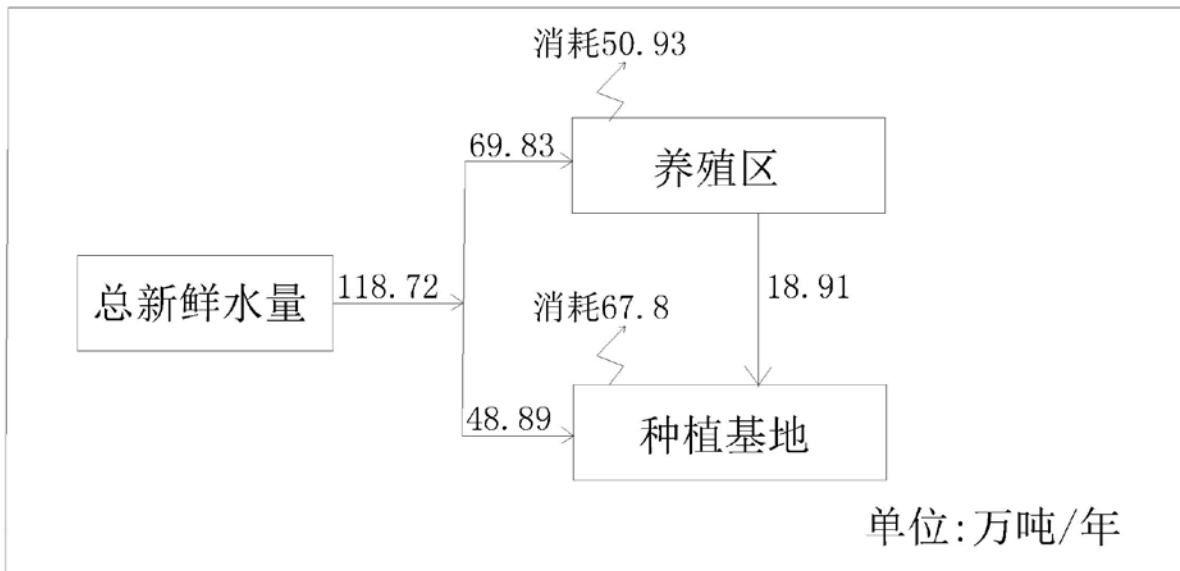 消耗50.93
69.83
养殖区
总新鲜水量
118.72
18.91
消耗67.8
48.89
种植基地
单位:万吨/年